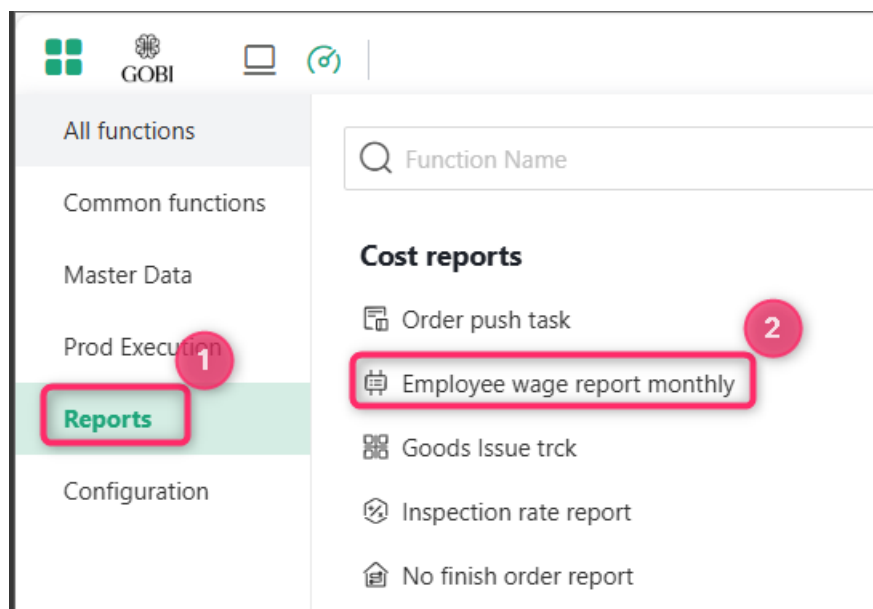 GOBI
All functions
Common functions
Master Data
Prod Execution
1
Reports
Configuration
Function Name
Cost reports
Order push task
2
Employee wage report monthly
Goods Issue trck
Inspection rate report
No finish order report